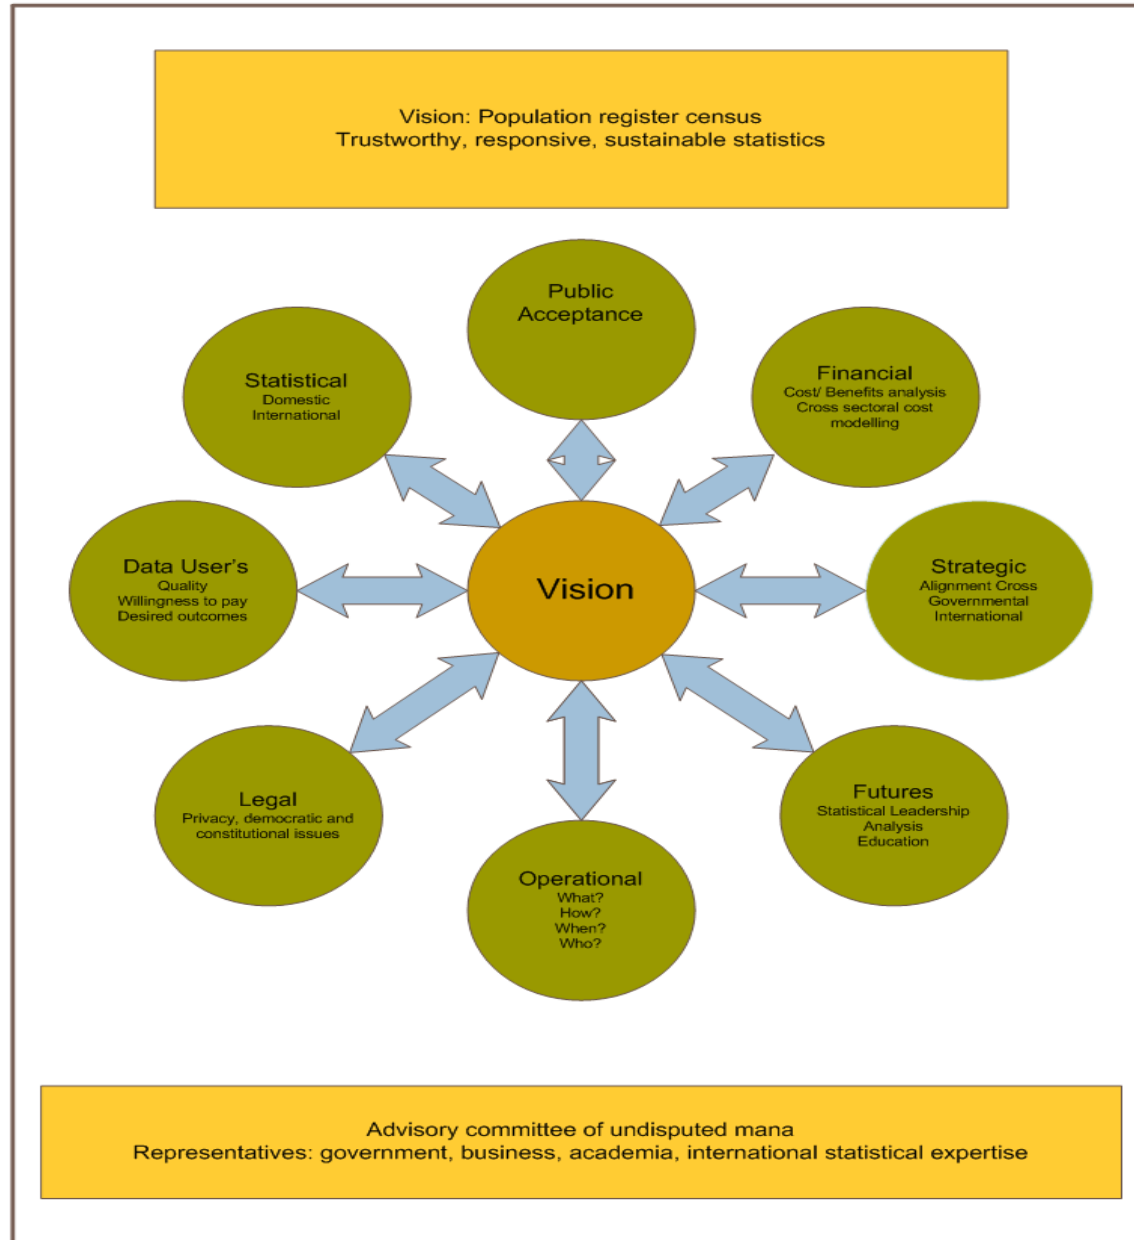 Vision: Population register census
Trustworthy, responsive, sustainable statistics
Public
Acceptance
Statistical
Domestic
International
Financial
Cost/ Benefits analysis
Cross sectoral cost
modelling
Data User's
Quality
Willingness to pay
Desired outcomes
Vision
Strategic
Alignment Cross
Governmental
International
Legal
Privacy, democratic and
constitutional issues
Futures
Statistical Leadership
Analysis
Education
Operational
What?
How?
When?
Who?
Advisory committee of undisputed mana
Representatives: government, business, academia, international statistical expertise